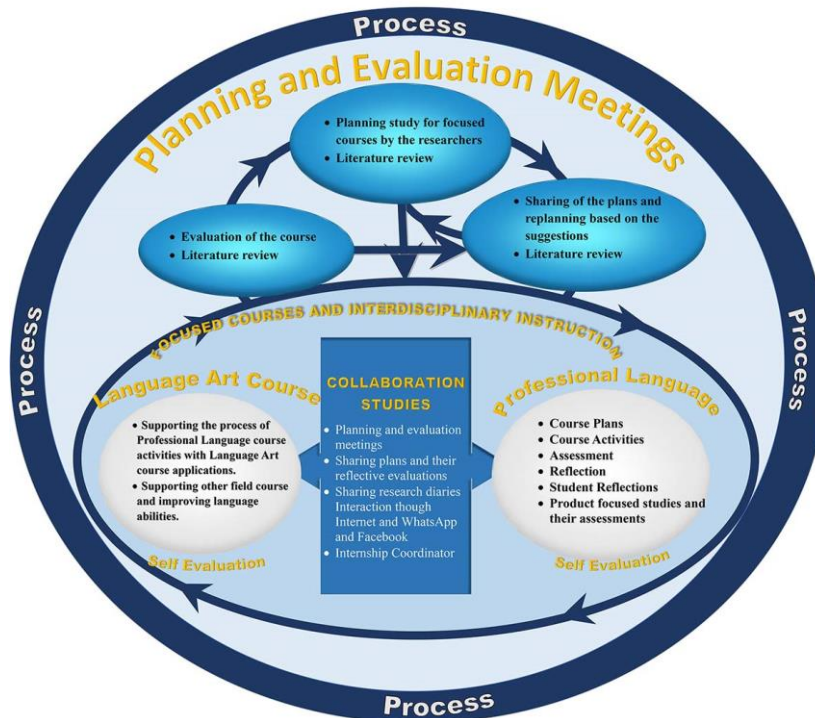 Process
Planning and Evaluation Meetings
• Planning study for focused
courses by the researchers
• Literature review
• Evaluation of the course
• Literature review
• Sharing of the plans and
replanning based on the
suggestions
• Literature review
Process
Process
FOCUSED COURSES AND INTERDISCIPLINARY INSTRUCTION
Language Art Course
• Supporting the process of
Professional Language course
activities with Language Art
course applications.
• Supporting other field course
and improving language
abilities.
Self Evaluation
COLLABORATION
STUDIES
• Planning and evaluation
meetings
• Sharing plans and their
reflective evaluations
• Sharing research diaries
Interaction though
Internet and WhatsApp
and Facebook
• Internship Coordinator
Professional Language
• Course Plans
• Course Activities
• Assessment
• Reflection
• Student Reflections
• Product focused studies and
their assessments
Self Evaluation
Process